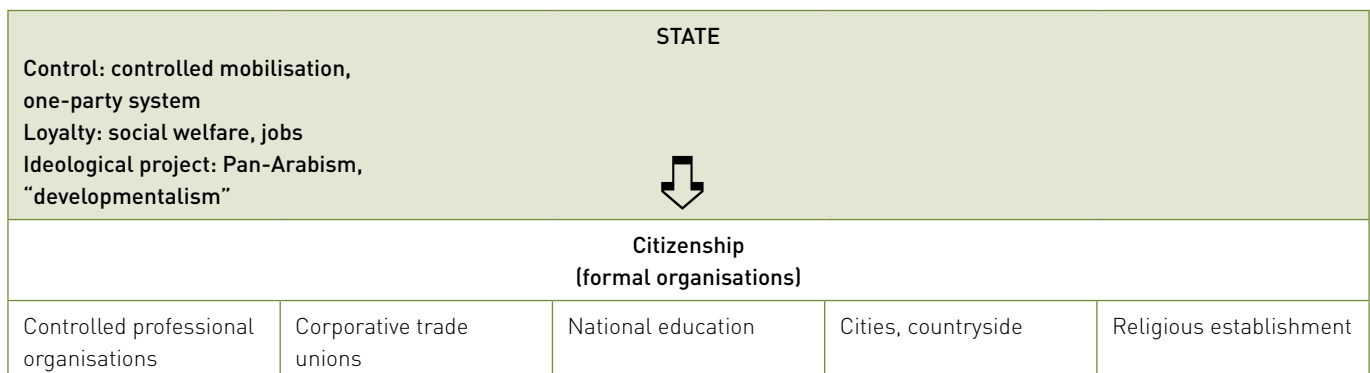 STATE
Control: controlled mobilisation,
one-party system
Loyalty: social welfare, jobs
Ideological project: Pan-Arabism,
“developmentalism”
Citizenship
(formal organisations)
Controlled professional
organisations
Corporative trade
unions
National education
Cities, countryside
Religious establishment